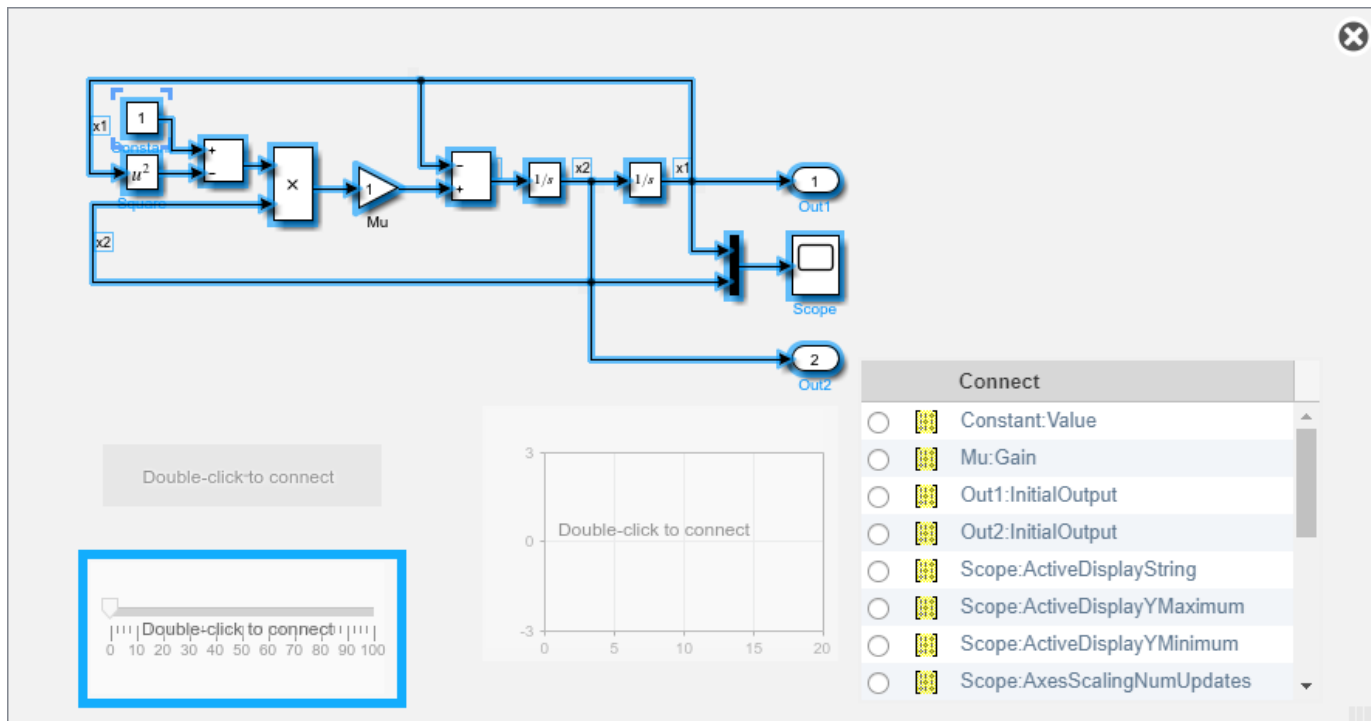 x1
1
Constan
u²
Square
+
−
×
1
Mu
−
+
1/s
x2
1/s
x1
1
Out1
x2
Scope
2
Out2
Connect
Constant:Value
Mu:Gain
Out1:InitialOutput
Out2:InitialOutput
Scope:ActiveDisplayString
Scope:ActiveDisplayYMaximum
Scope:ActiveDisplayYMinimum
Scope:AxesScalingNumUpdates
Double-click to connect
3
0
-3
Double-click to connect
0 5 10 15 20
Double-click to connect
0 10 20 30 40 50 60 70 80 90 100